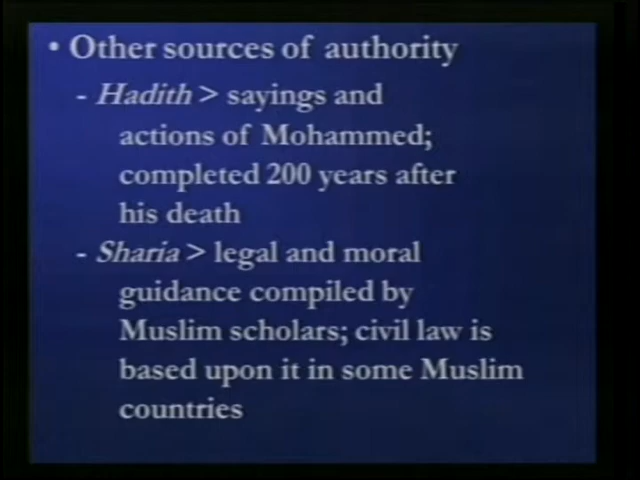 • Other sources of authority
- Hadith > sayings and
actions of Mohammed;
completed 200 years after
his death
- Sharia > legal and moral
guidance compiled by
Muslim scholars; civil law is
based upon it in some Muslim
countries